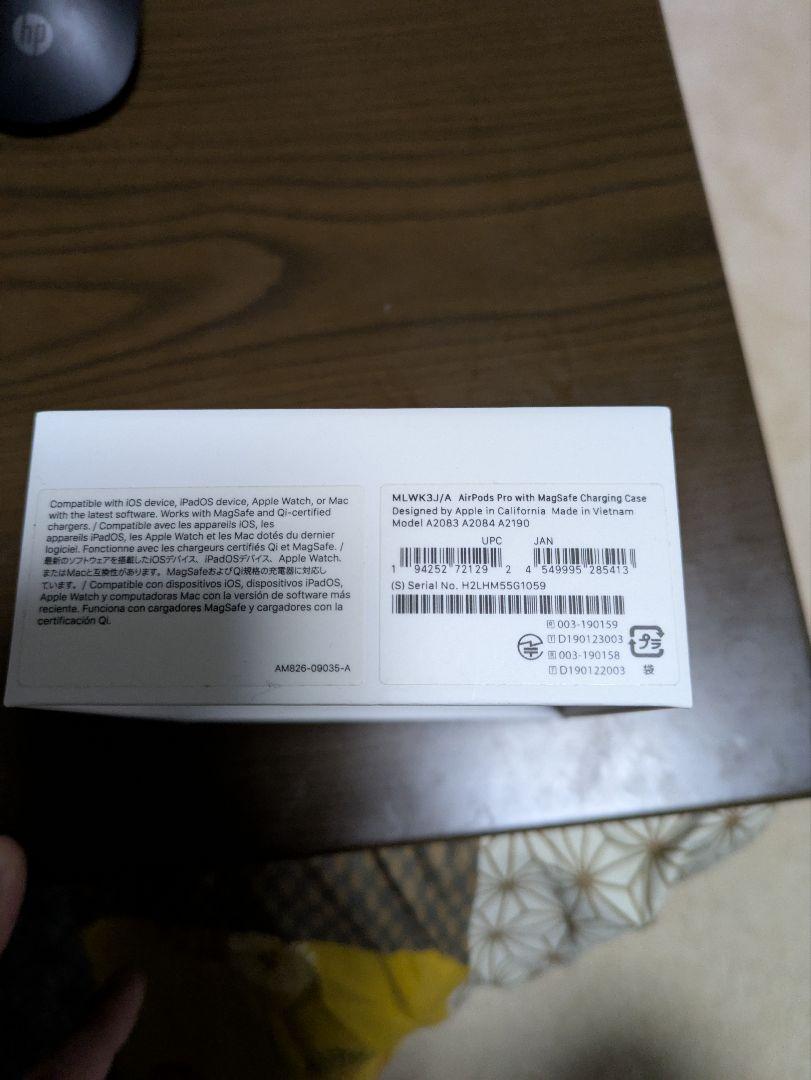 hp
Compatible with iOS device, iPadOS device, Apple Watch, or Mac
with the latest software. Works with MagSafe and Qi-certified
chargers. / Compatible avec les appareils iOS, les
appareils iPadOS, les Apple Watch et les Mac dotés du dernier
logiciel. Fonctionne avec les chargeurs certifiés Qi et MagSafe. /
最新のソフトウェアを搭載したiOSデバイス、iPadOSデバイス、Apple Watch、
またはMacと互換性があります。MagSafeおよびQi規格の充電器に対応し
ています。/ Compatible con dispositivos iOS, dispositivos iPadOS,
Apple Watch y computadoras Mac con la versión de software más
reciente. Funciona con cargadores MagSafe y cargadores con la
certificación Qi.
AM826-09035-A
MLWK3J/A AirPods Pro with MagSafe Charging Case
Designed by Apple in California Made in Vietnam
Model A2083 A2084 A2190
UPC JAN
1 94252 72129 2 4 549995 285413
(S) Serial No. H2LHM55G1059
R 003-190159
T D190123003
R 003-190158
T D190122003
プラ
袋